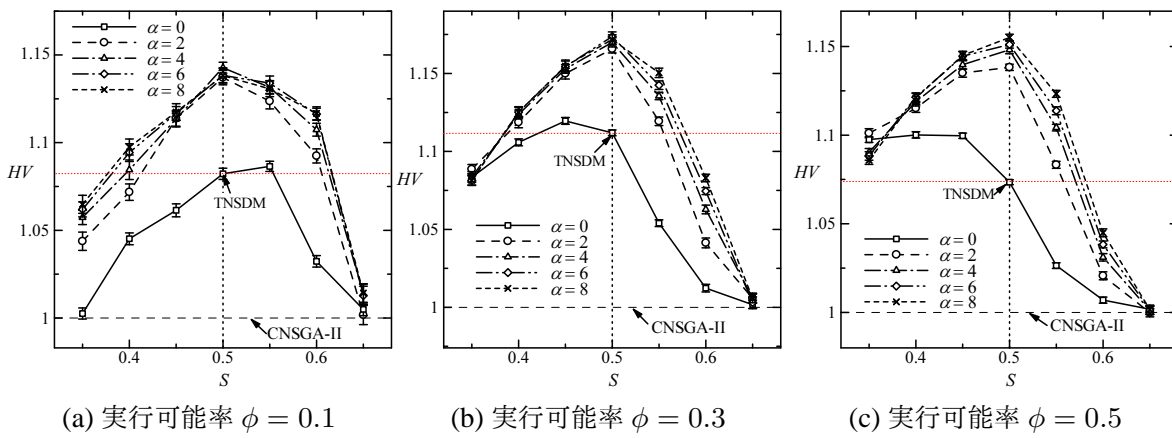 1.15
1.1
HV
1.05
1
α = 0
α = 2
α = 4
α = 6
α = 8
TNSDM
CNSGA-II
0.4
0.5
0.6
S
(a) 実行可能率 φ = 0.1
1.15
1.1
HV
1.05
1
TNSDM
α = 0
α = 2
α = 4
α = 6
α = 8
CNSGA-II
0.4
0.5
0.6
S
(b) 実行可能率 φ = 0.3
1.15
1.1
HV
1.05
1
TNSDM
α = 0
α = 2
α = 4
α = 6
α = 8
CNSGA-II
0.4
0.5
0.6
S
(c) 実行可能率 φ = 0.5